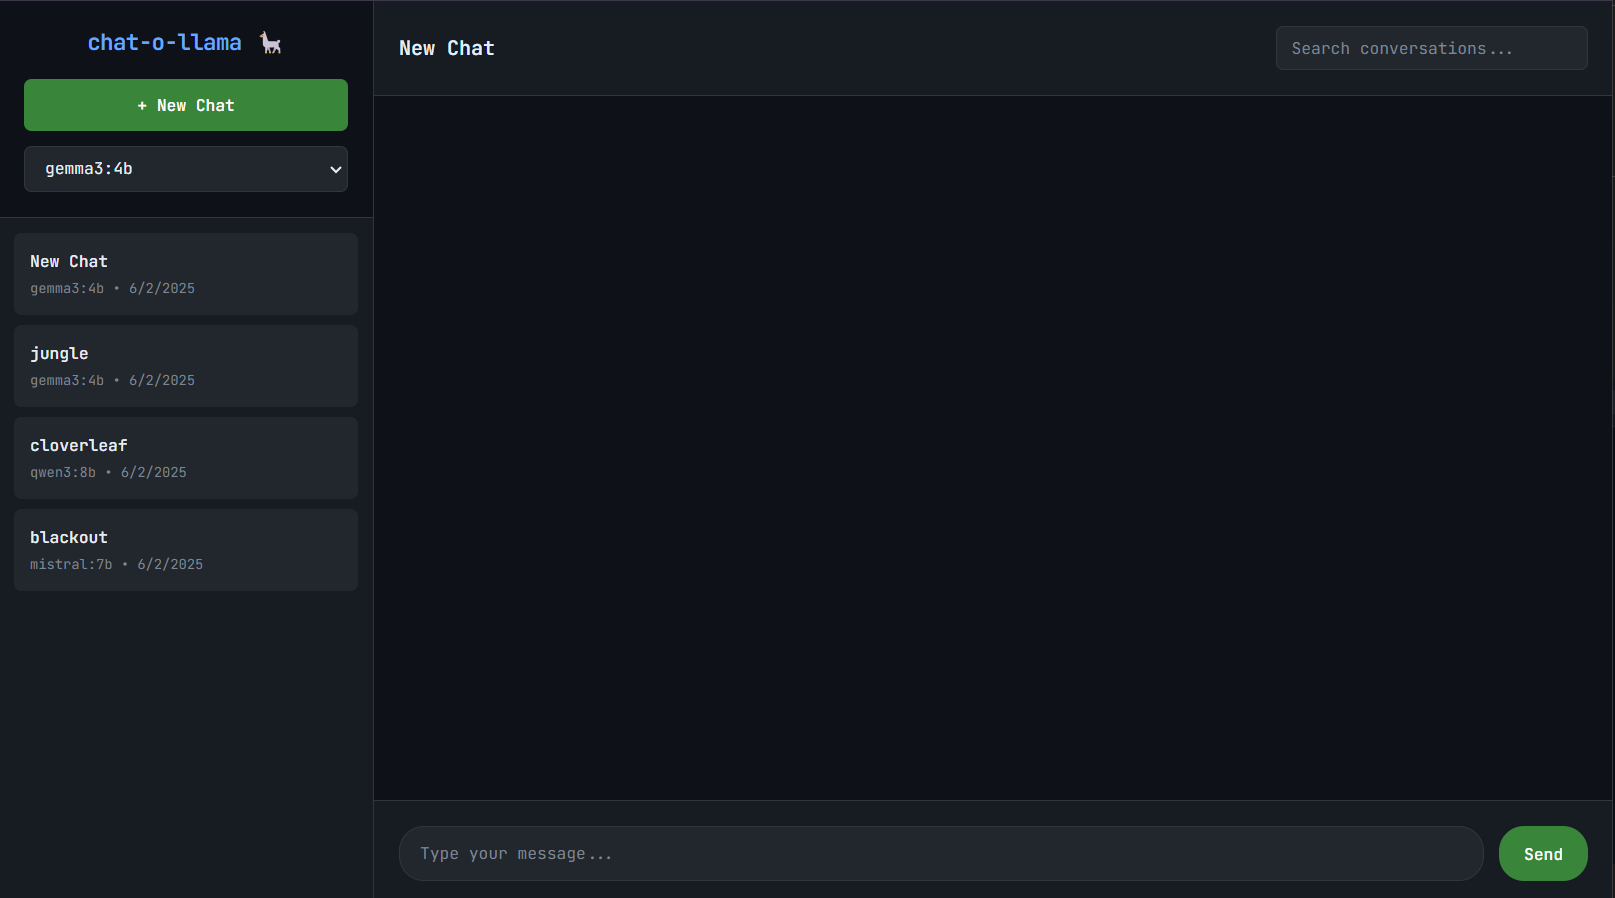 chat-o-llama 🦙
+ New Chat
gemma3:4b
New Chat
gemma3:4b • 6/2/2025
jungle
gemma3:4b • 6/2/2025
cloverleaf
qwen3:8b • 6/2/2025
blackout
mistral:7b • 6/2/2025
New Chat
Search conversations...
Type your message...
Send